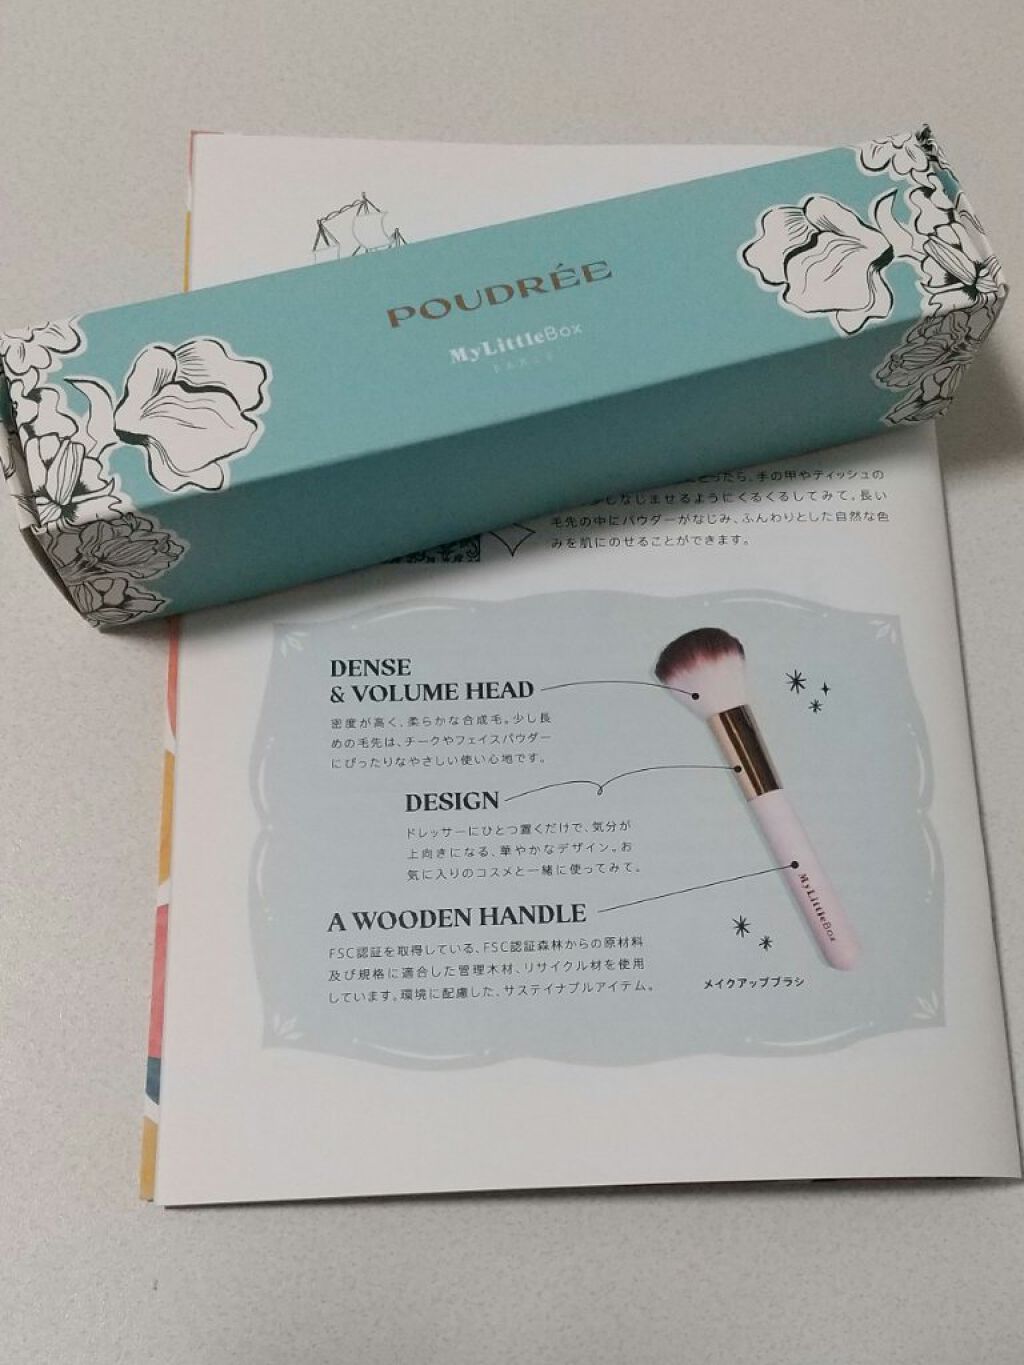 POUDRÉE
MyLittleBox
PARIS
ったら、手の甲やティッシュの
しなじませるようにくるくるしてみて。長い
毛先の中にパウダーがなじみ、ふんわりとした自然な色
みを肌にのせることができます。
DENSE
& VOLUME HEAD
密度が高く、柔らかな合成毛。少し長
めの毛先は、チークやフェイスパウダー
にぴったりなやさしい使い心地です。
DESIGN
ドレッサーにひとつ置くだけで、気分が
上向きになる、華やかなデザイン。お
気に入りのコスメと一緒に使ってみて。
A WOODEN HANDLE
FSC認証を取得している、FSC認証森林からの原材料
及び規格に適合した管理木材、リサイクル材を使用
しています。環境に配慮した、サステイナブルアイテム。
MyLittleBox
メイクアップブラシ